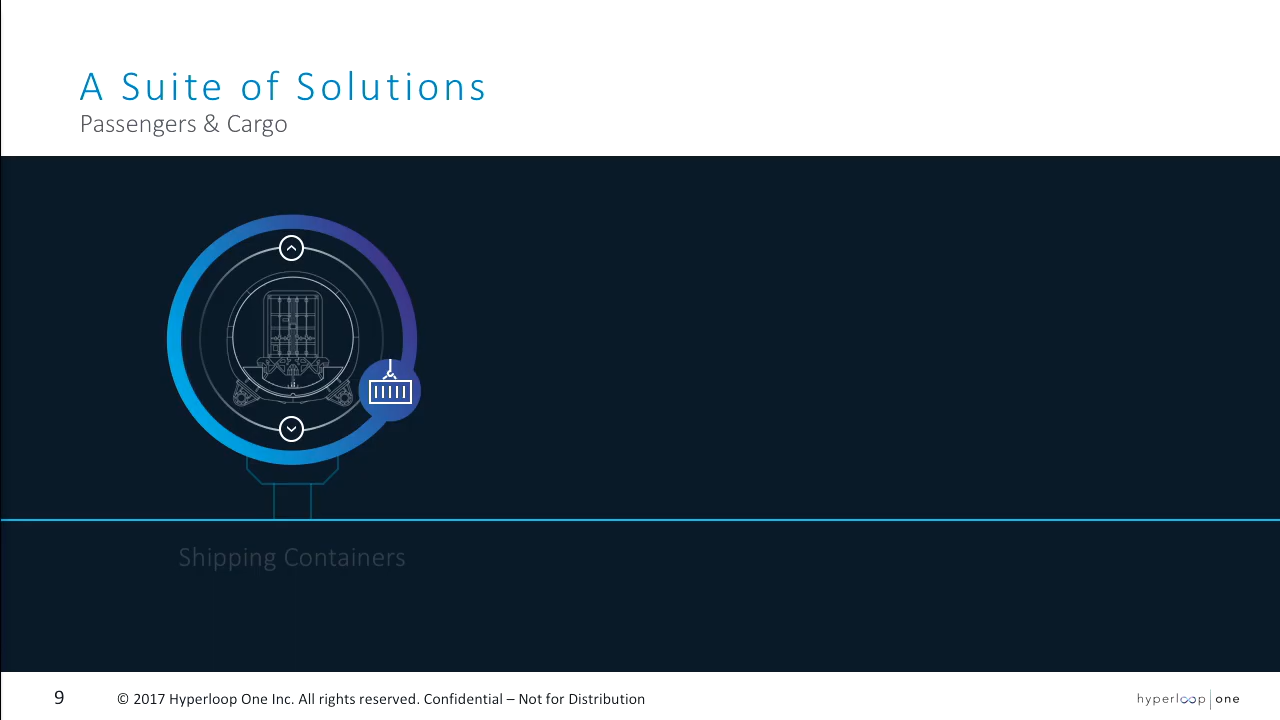 A Suite of Solutions
Passengers & Cargo
Shipping Containers
9
© 2017 Hyperloop One Inc. All rights reserved. Confidential – Not for Distribution
hyperloop one